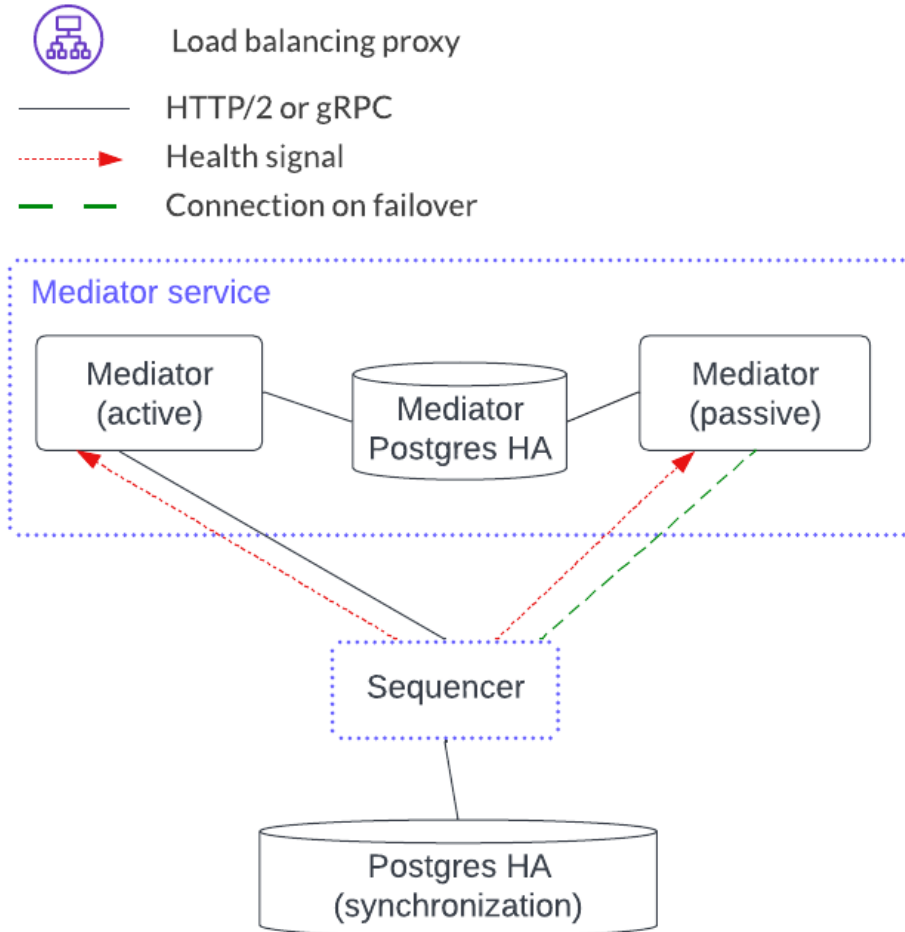 Load balancing proxy
HTTP/2 or gRPC
Health signal
Connection on failover
Mediator service
Mediator
(active)
Mediator
Postgres HA
Mediator
(passive)
Sequencer
Postgres HA
(synchronization)